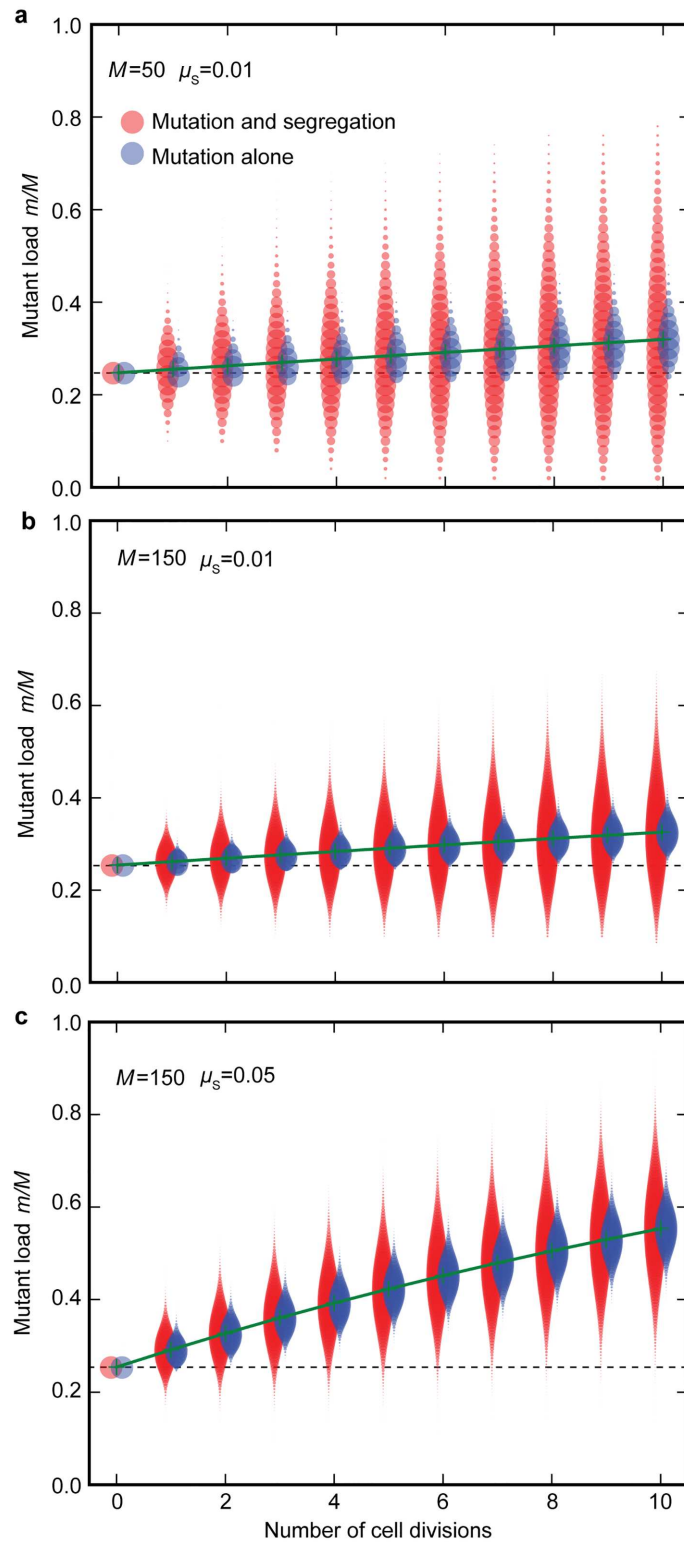 a
1.0
M=50 μs=0.01
Mutation and segregation
Mutation alone
0.8
0.6
0.4
0.2
0.0
Mutant load m/M
b
1.0
M=150 μs=0.01
0.8
0.6
0.4
0.2
0.0
Mutant load m/M
c
1.0
M=150 μs=0.05
0.8
0.6
0.4
0.2
0.0
Mutant load m/M
0 2 4 6 8 10
Number of cell divisions